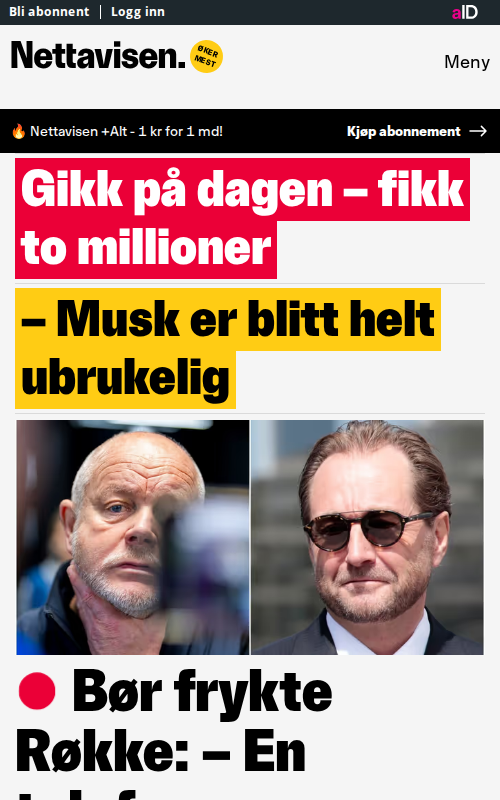 Bli abonnent | Logg inn
aID
Nettavisen.
ØKER
MEST
Meny
🔥 Nettavisen +Alt - 1 kr for 1 md!
Kjøp abonnement →
Gikk på dagen – fikk
to millioner
– Musk er blitt helt
ubrukelig
Bør frykte
Røkke: – En